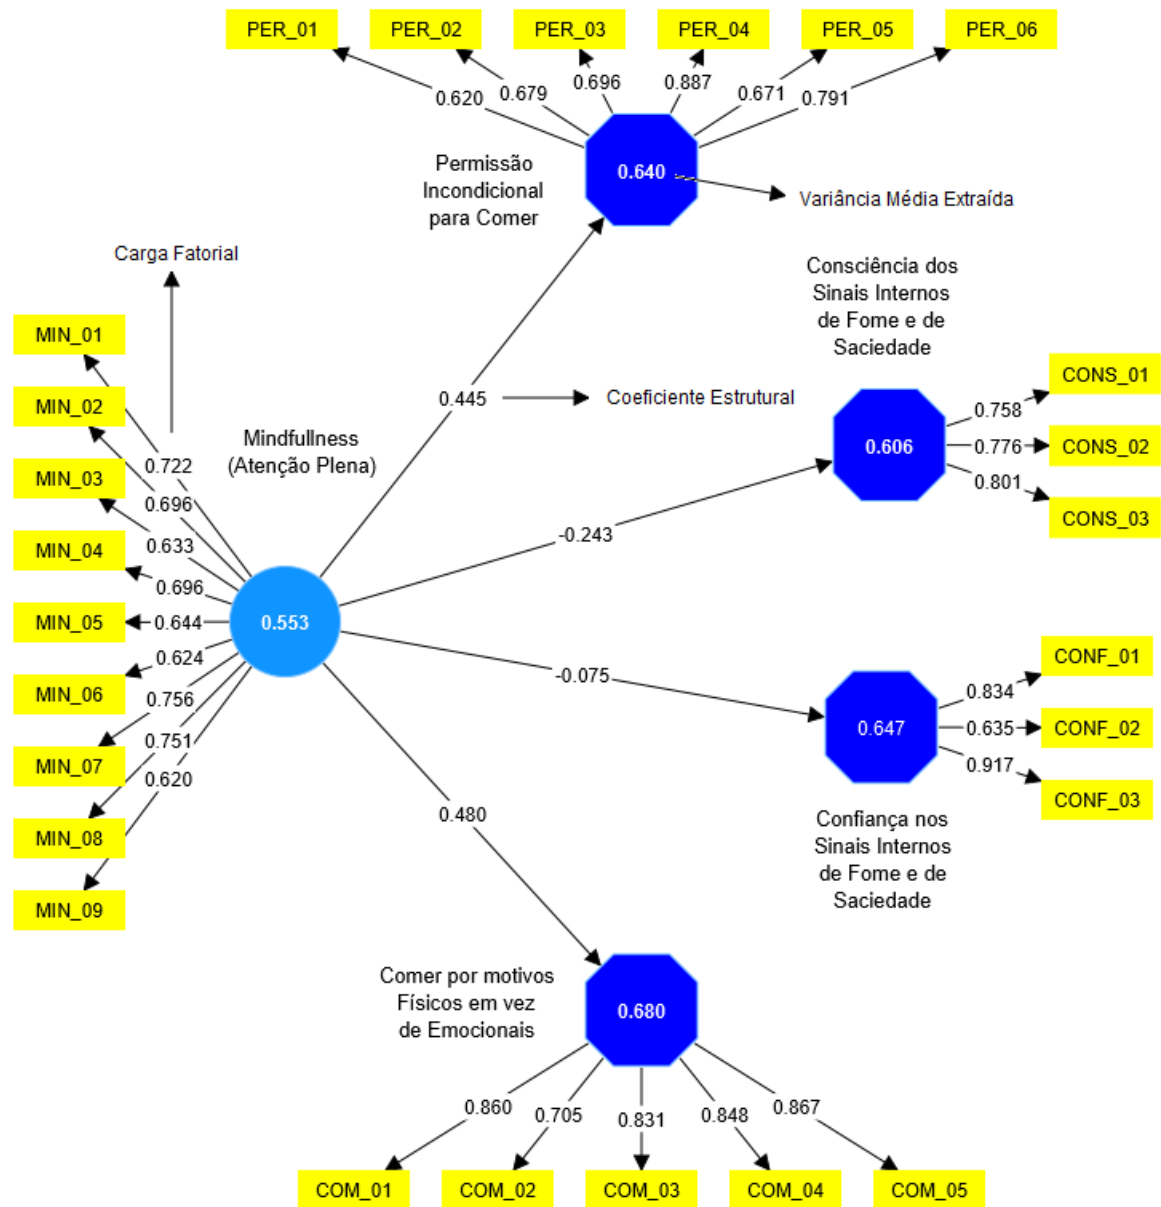 PER_01
PER_02
PER_03
PER_04
PER_05
PER_06
0.620
0.679
0.696
0.887
0.671
0.791
Permissão
Incondicional
para Comer
0.640
Variância Média Extraída
Carga Fatorial
Consciência dos
Sinais Internos
de Fome e de
Saciedade
MIN_01
MIN_02
MIN_03
MIN_04
MIN_05
MIN_06
MIN_07
MIN_08
MIN_09
0.722
0.696
0.633
0.696
0.644
0.624
0.756
0.751
0.620
Mindfullness
(Atenção Plena)
0.553
0.445
Coeficiente Estrutural
-0.243
-0.075
0.480
0.606
0.758
0.776
0.801
CONS_01
CONS_02
CONS_03
0.647
0.834
0.635
0.917
CONF_01
CONF_02
CONF_03
Confiança nos
Sinais Internos
de Fome e de
Saciedade
Comer por motivos
Físicos em vez
de Emocionais
0.680
0.860
0.705
0.831
0.848
0.867
COM_01
COM_02
COM_03
COM_04
COM_05